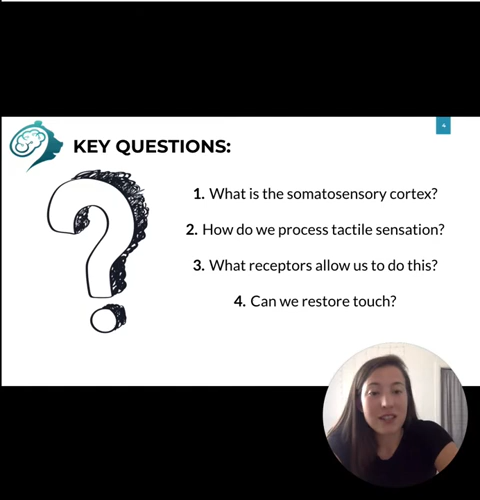 4
KEY QUESTIONS:
1. What is the somatosensory cortex?
2. How do we process tactile sensation?
3. What receptors allow us to do this?
4. Can we restore touch?